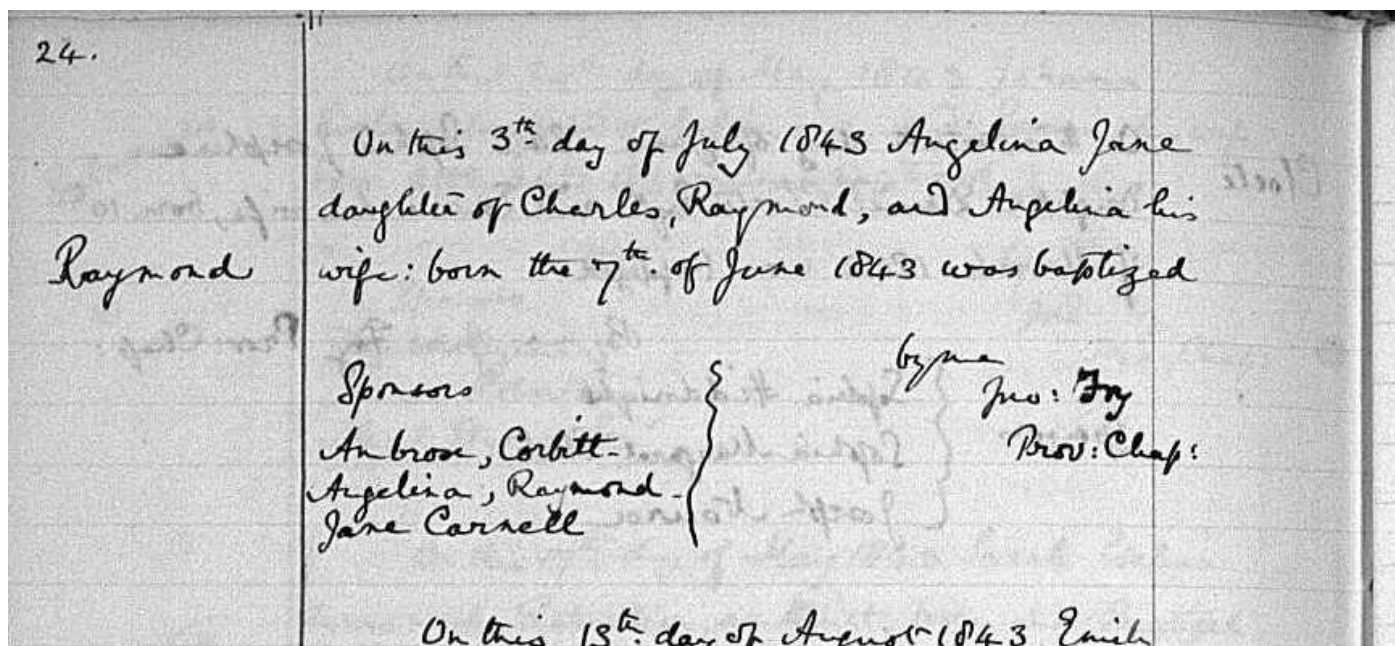 24.
On this 3th day of July 1843 Angelina Jane
daughter of Charles, Raymond, and Angelina his
Raymond
wife: born the 7th of June 1843 was baptized
by me
Sponsors
Jno: Fry
Ambrose, Corbitt-
Prov: Chap:
Angelina, Raymond-
Jane Carnell
On this 13th day of August 1843